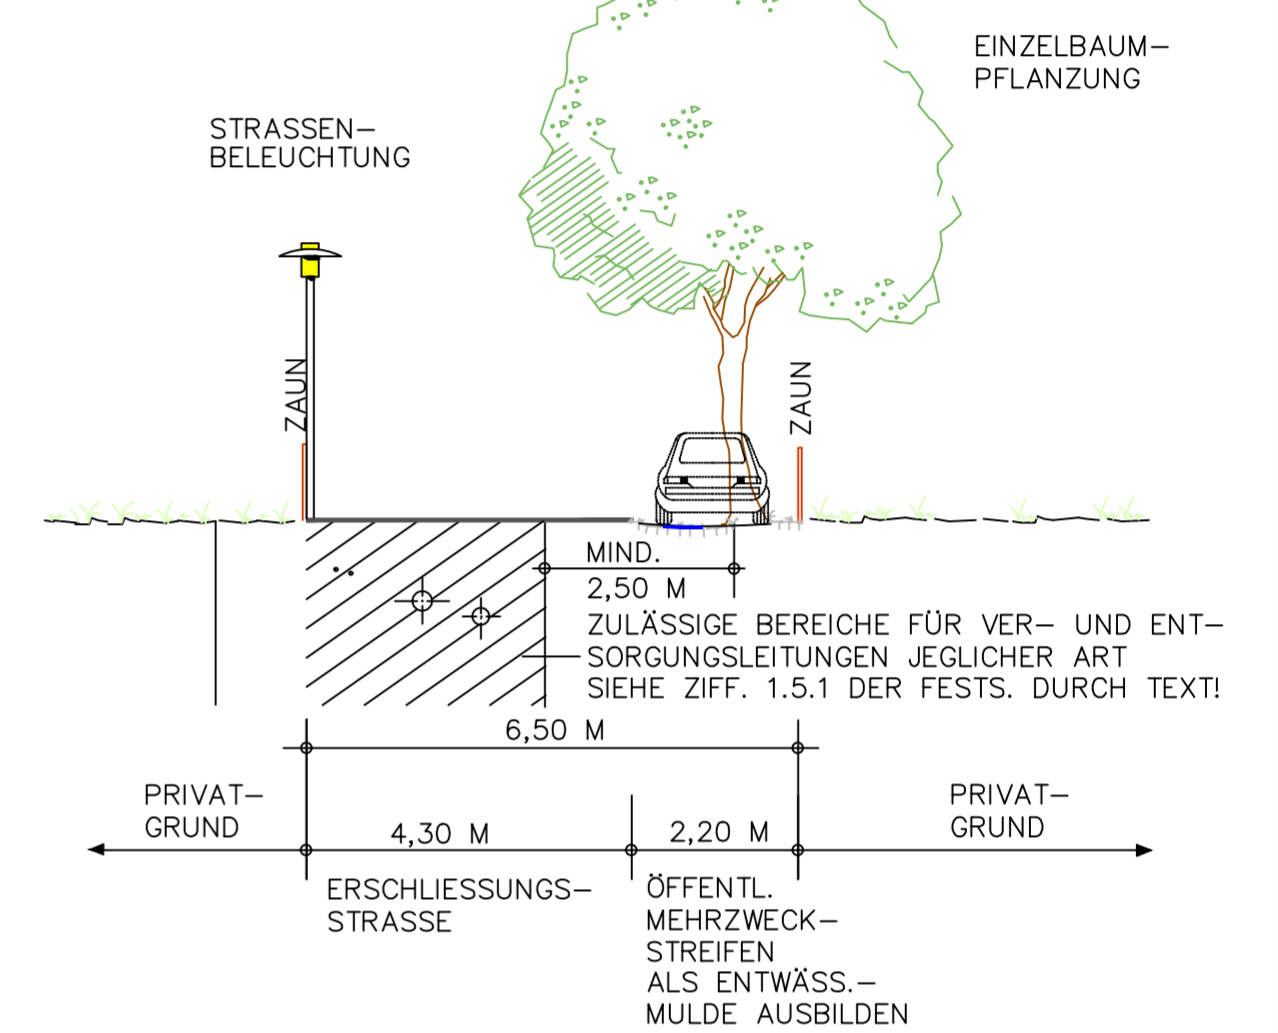 EINZELBAUM–
PFLANZUNG
STRASSEN–
BELEUCHTUNG
ZAUN
ZAUN
MIND.
2,50 M
ZULÄSSIGE BEREICHE FÜR VER– UND ENT–
SORGUNGSLEITUNGEN JEGLICHER ART
SIEHE ZIFF. 1.5.1 DER FESTS. DURCH TEXT!
6,50 M
PRIVAT–
GRUND
PRIVAT–
GRUND
4,30 M
2,20 M
ERSCHLIESSUNGS–
STRASSE
ÖFFENTL.
MEHRZWECK–
STREIFEN
ALS ENTWÄSS.–
MULDE AUSBILDEN